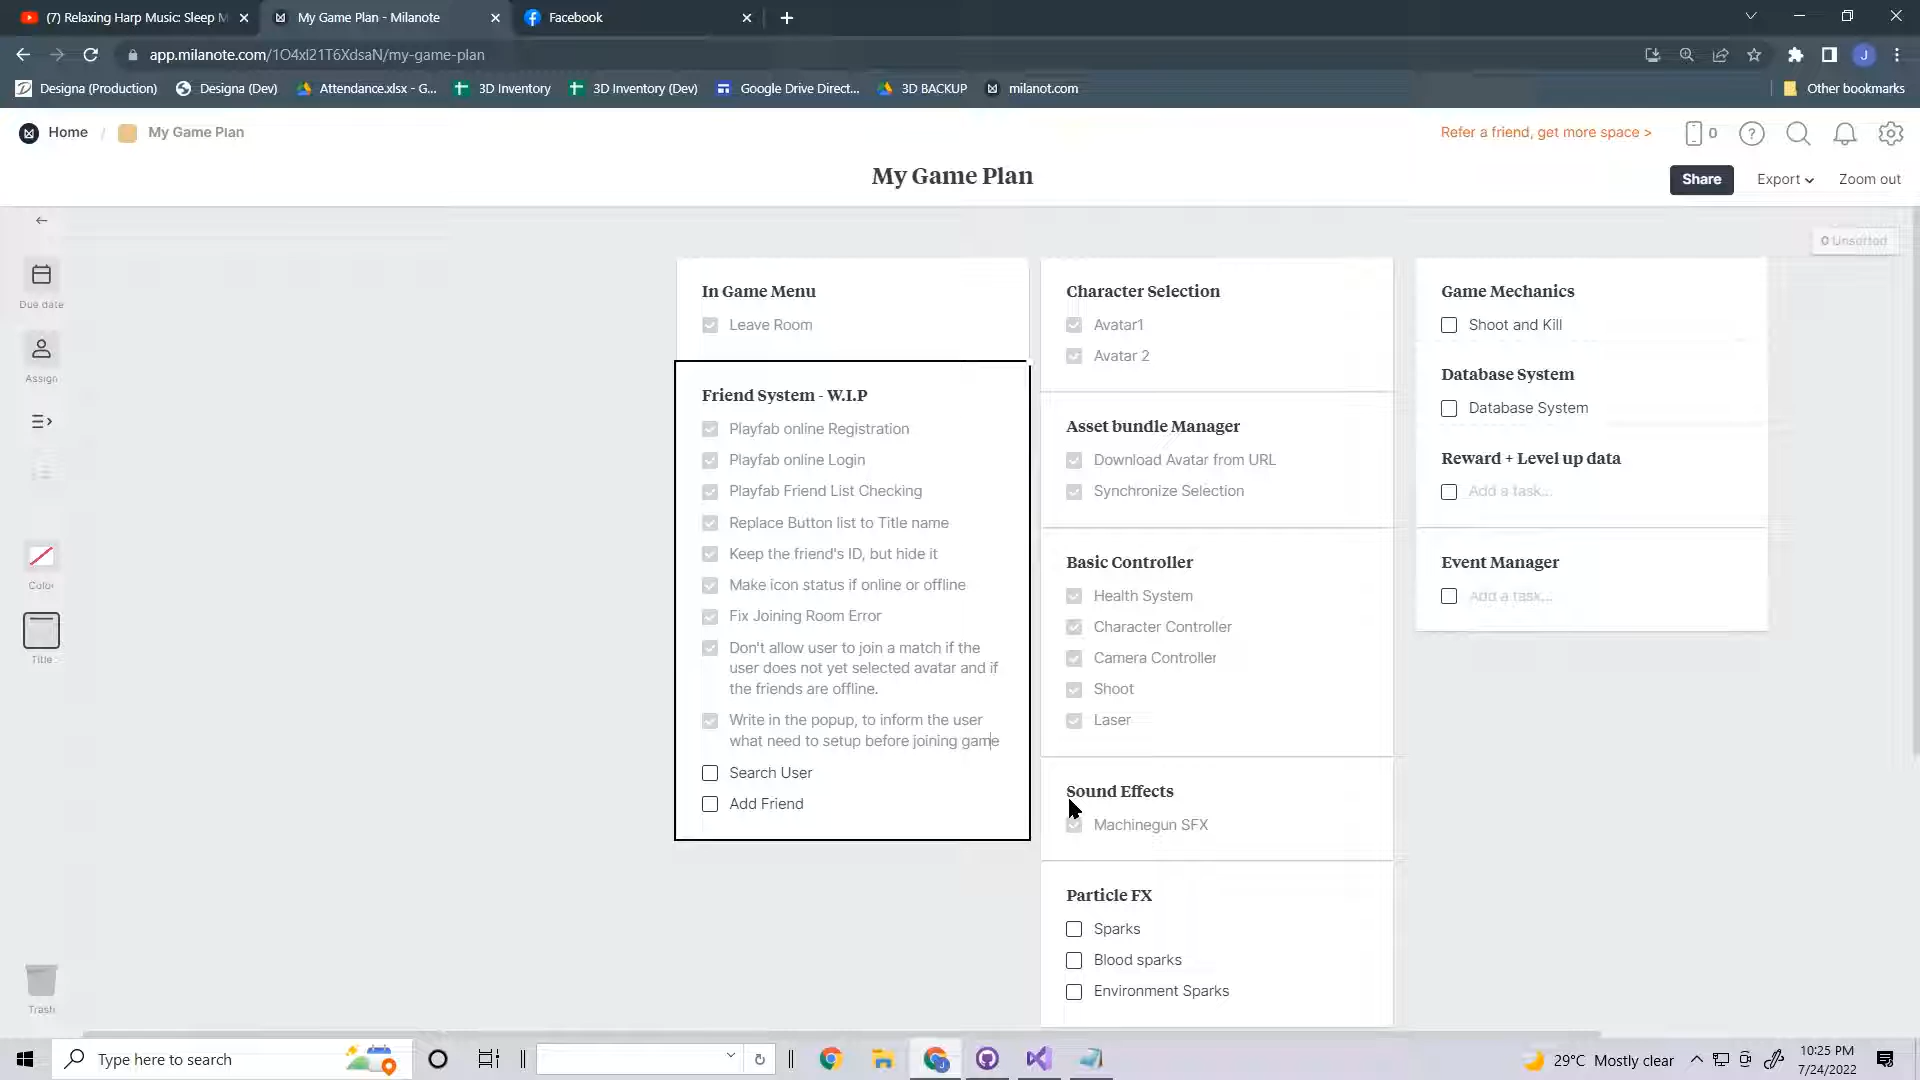 (7) Relaxing Harp Music: Sleep M
My Game Plan - Milanote
Facebook
app.milanote.com/1O4xl21T6XdsaN/my-game-plan
J
Designa (Production)
Designa (Dev)
Attendance.xlsx - G...
3D Inventory
3D Inventory (Dev)
Google Drive Direct...
3D BACKUP
milanot.com
Other bookmarks
Home / My Game Plan
Refer a friend, get more space >
0
My Game Plan
Share
Export
Zoom out
0 Unsorted
Due date
Assign
Color
Title
Trash
In Game Menu
Leave Room
Friend System - W.I.P
Playfab online Registration
Playfab online Login
Playfab Friend List Checking
Replace Button list to Title name
Keep the friend's ID, but hide it
Make icon status if online or offline
Fix Joining Room Error
Don't allow user to join a match if the
user does not yet selected avatar and if
the friends are offline.
Write in the popup, to inform the user
what need to setup before joining game
Search User
Add Friend
Character Selection
Avatar1
Avatar 2
Asset bundle Manager
Download Avatar from URL
Synchronize Selection
Basic Controller
Health System
Character Controller
Camera Controller
Shoot
Laser
Sound Effects
Machinegun SFX
Particle FX
Sparks
Blood sparks
Environment Sparks
Game Mechanics
Shoot and Kill
Database System
Database System
Reward + Level up data
Add a task...
Event Manager
Add a task...
Type here to search
29°C Mostly clear
10:25 PM
7/24/2022